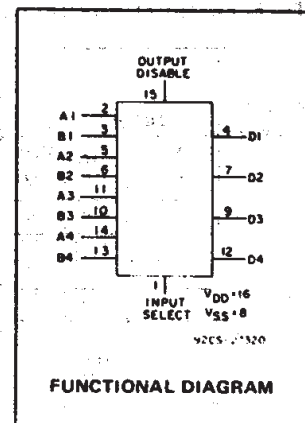 OUTPUT
DISABLE
15
A1 2
B1 3
A2 5
B2 6
A3 11
B3 10
A4 14
B4 13
4 D1
7 D2
9 D3
12 D4
1
INPUT
SELECT
VDD=16
VSS=8
FUNCTIONAL DIAGRAM